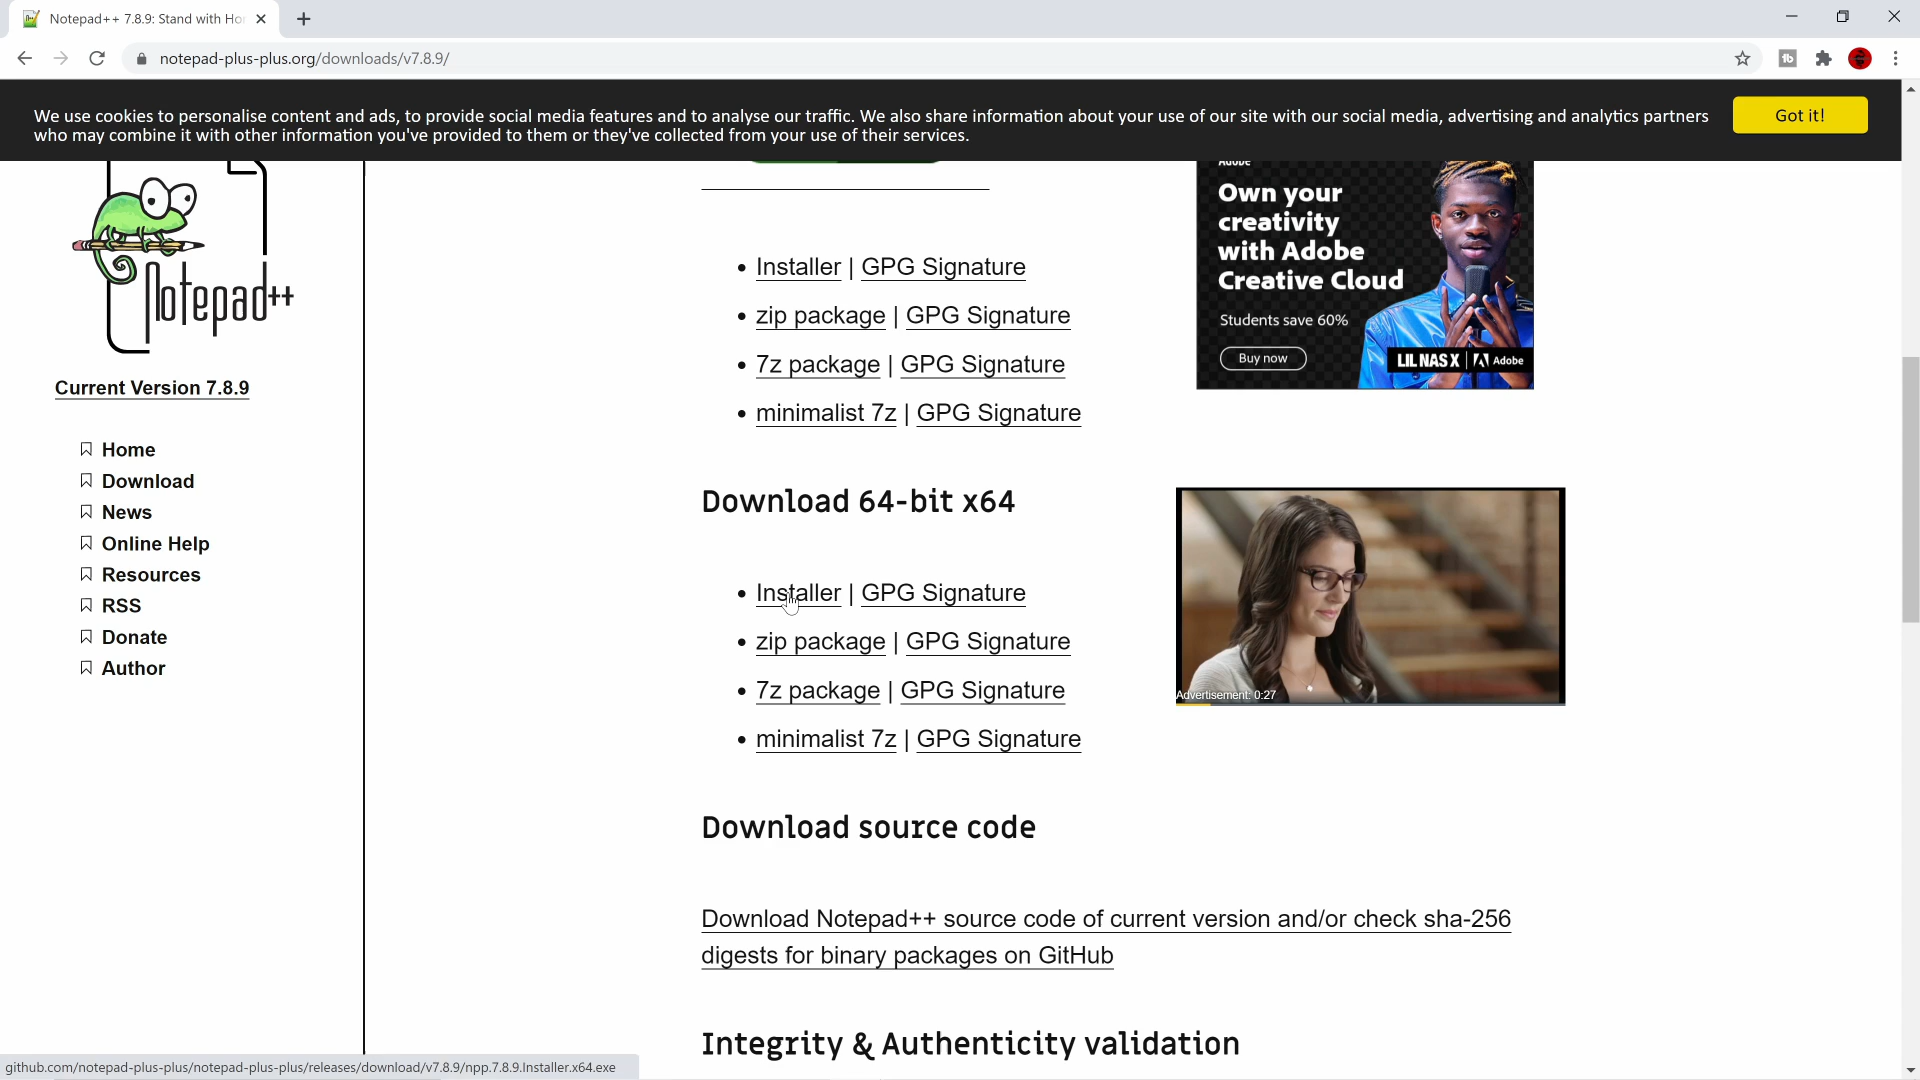 Notepad++ 7.8.9: Stand with Ho
notepad-plus-plus.org/downloads/v7.8.9/
We use cookies to personalise content and ads, to provide social media features and to analyse our traffic. We also share information about your use of our site with our social media, advertising and analytics partners
who may combine it with other information you've provided to them or they've collected from your use of their services.
Got it!
Notepad++
Current Version 7.8.9
Home
Download
News
Online Help
Resources
RSS
Donate
Author
Installer | GPG Signature
zip package | GPG Signature
7z package | GPG Signature
minimalist 7z | GPG Signature
Download 64-bit x64
Installer | GPG Signature
zip package | GPG Signature
7z package | GPG Signature
minimalist 7z | GPG Signature
Download source code
Download Notepad++ source code of current version and/or check sha-256
digests for binary packages on GitHub
Integrity & Authenticity validation
Adobe
Own your
creativity
with Adobe
Creative Cloud
Students save 60%
Buy now
LIL NAS X | Adobe
Advertisement: 0:27
github.com/notepad-plus-plus/notepad-plus-plus/releases/download/v7.8.9/npp.7.8.9.Installer.x64.exe